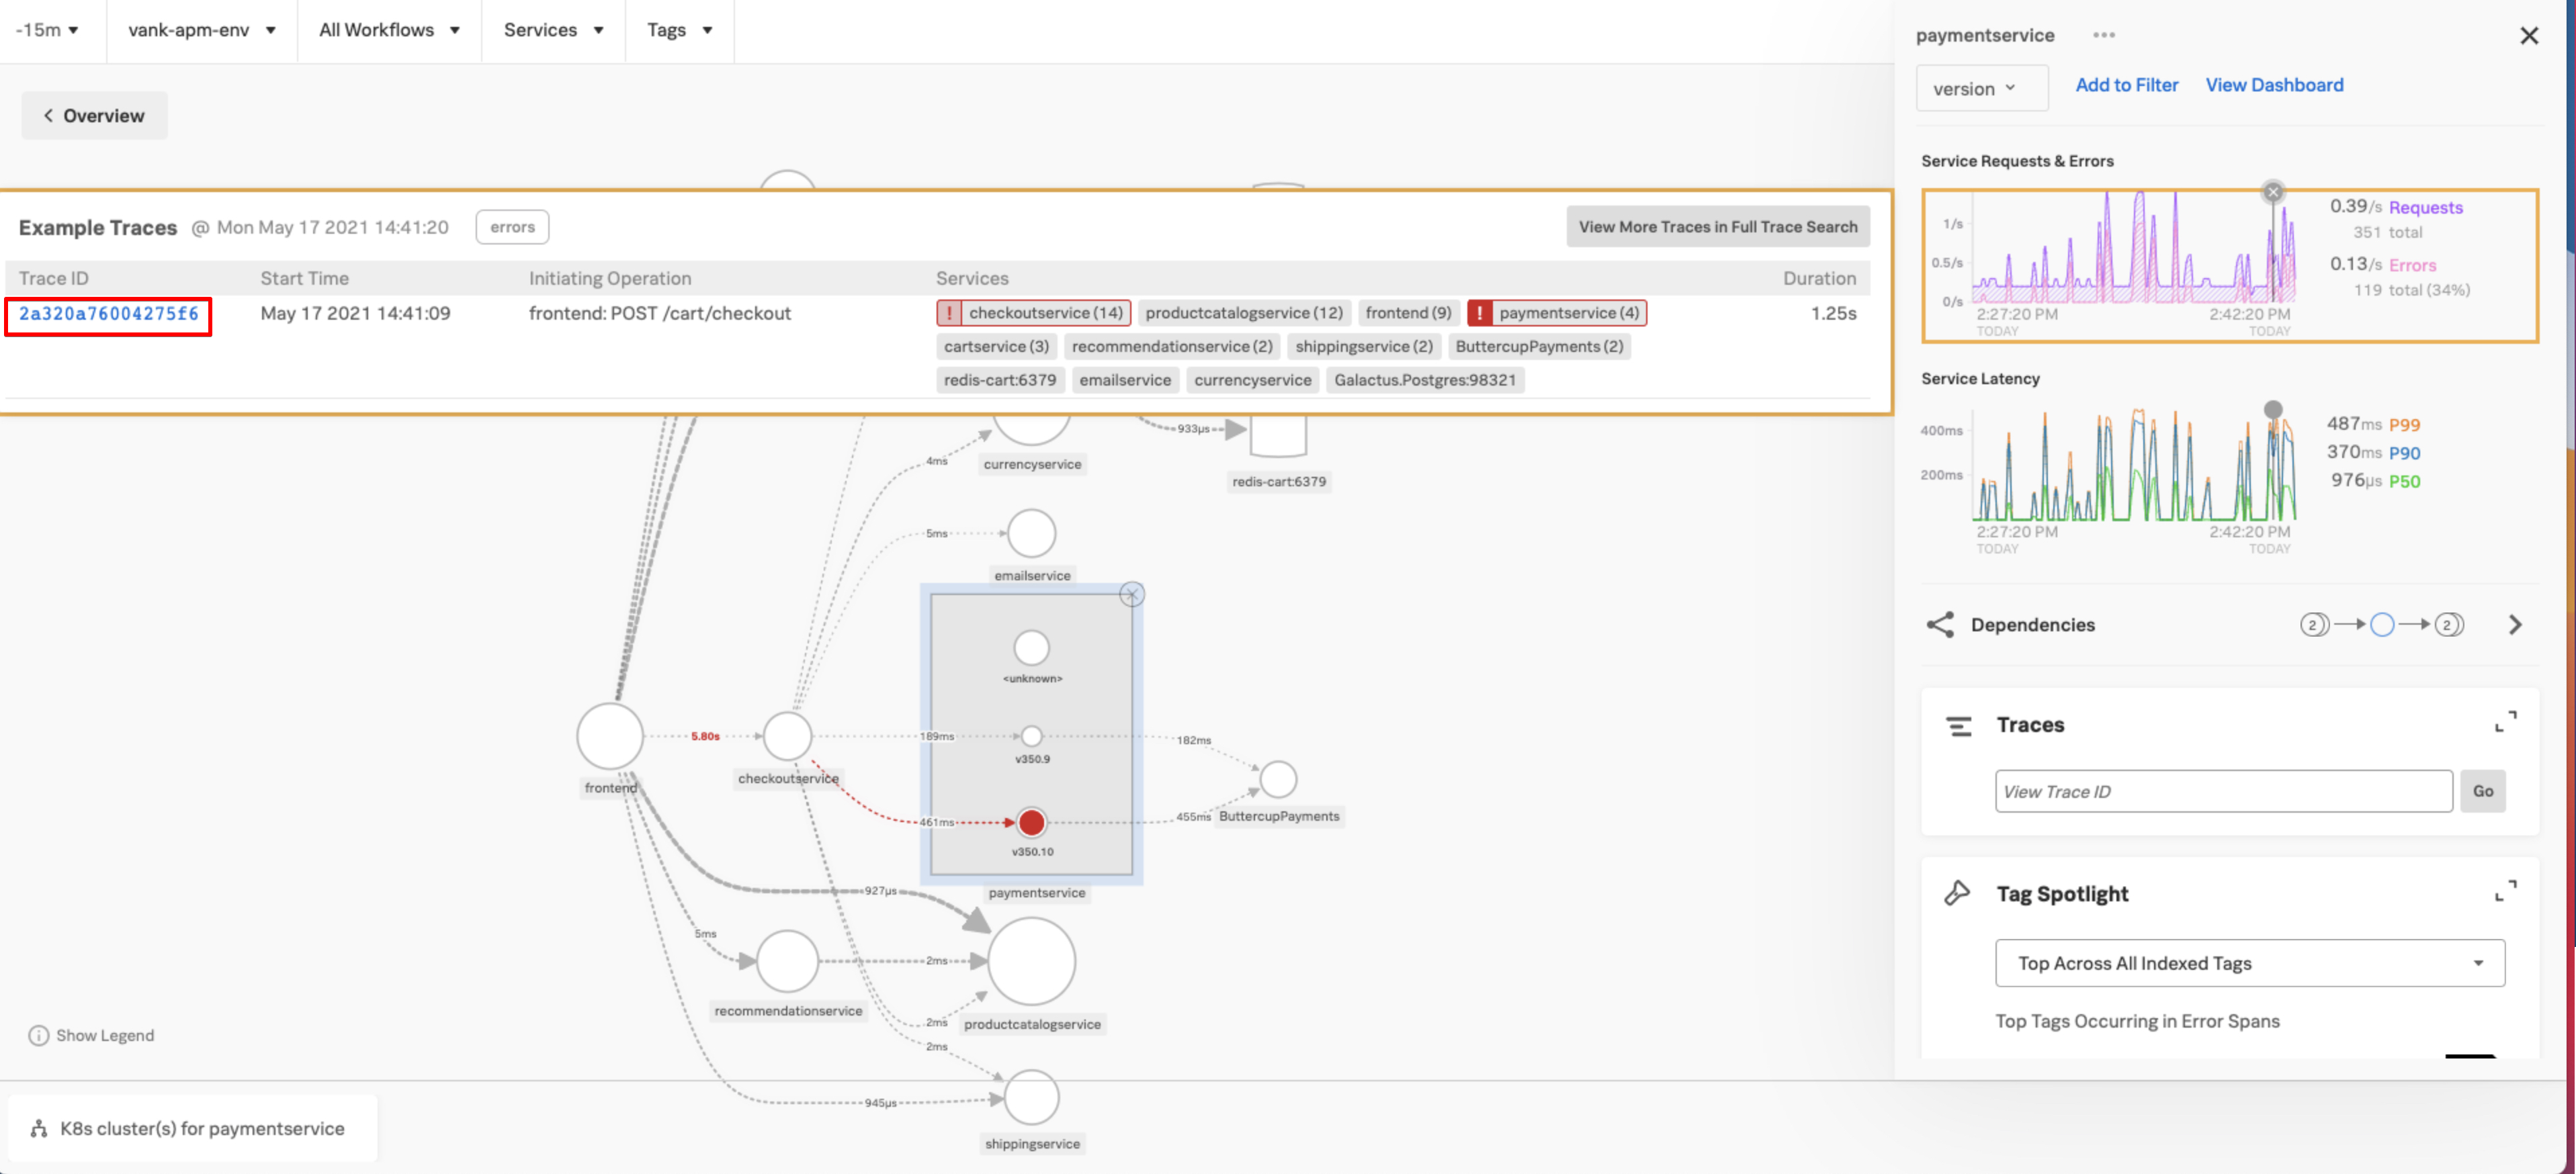 -15m
vank-apm-env
All Workflows
Services
Tags
Overview
Example Traces @ Mon May 17 2021 14:41:20 errors
View More Traces in Full Trace Search
Trace ID Start Time Initiating Operation Services Duration
2a320a76004275f6 May 17 2021 14:41:09 frontend: POST /cart/checkout ! checkoutservice (14) productcatalogservice (12) frontend (9) ! paymentservice (4) 1.25s
cartservice (3) recommendationservice (2) shippingservice (2) ButtercupPayments (2)
redis-cart:6379 emailservice currencyservice Galactus.Postgres:98321
933µs
4ms
currencyservice
redis-cart:6379
5ms
emailservice
<unknown>
5.80s
189ms
182ms
v350.9
checkoutservice
frontend
461ms
455ms
ButtercupPayments
v350.10
927µs
paymentservice
5ms
2ms
recommendationservice
2ms
productcatalogservice
2ms
945µs
shippingservice
Show Legend
K8s cluster(s) for paymentservice
paymentservice
version
Add to Filter
View Dashboard
Service Requests & Errors
1/s
0.5/s
0/s
2:27:20 PM
TODAY
2:42:20 PM
TODAY
0.39/s Requests
351 total
0.13/s Errors
119 total (34%)
Service Latency
400ms
200ms
2:27:20 PM
TODAY
2:42:20 PM
TODAY
487ms P99
370ms P90
976µs P50
Dependencies
2
2
Traces
View Trace ID
Go
Tag Spotlight
Top Across All Indexed Tags
Top Tags Occurring in Error Spans